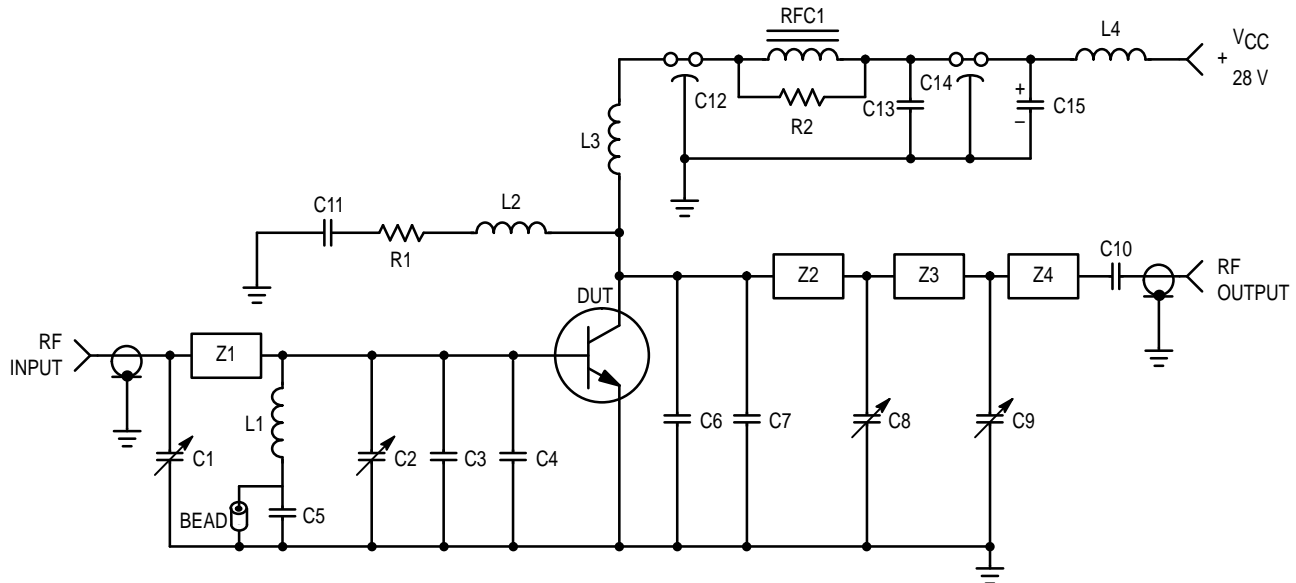 RFC1
L4
VCC
+
28 V
C12
R2
C13
C14
+
–
C15
L3
C11
R1
L2
C10
RF
OUTPUT
Z2
Z3
Z4
DUT
RF
INPUT
Z1
L1
C1
C2
C3
C4
C6
C7
C8
C9
BEAD
C5